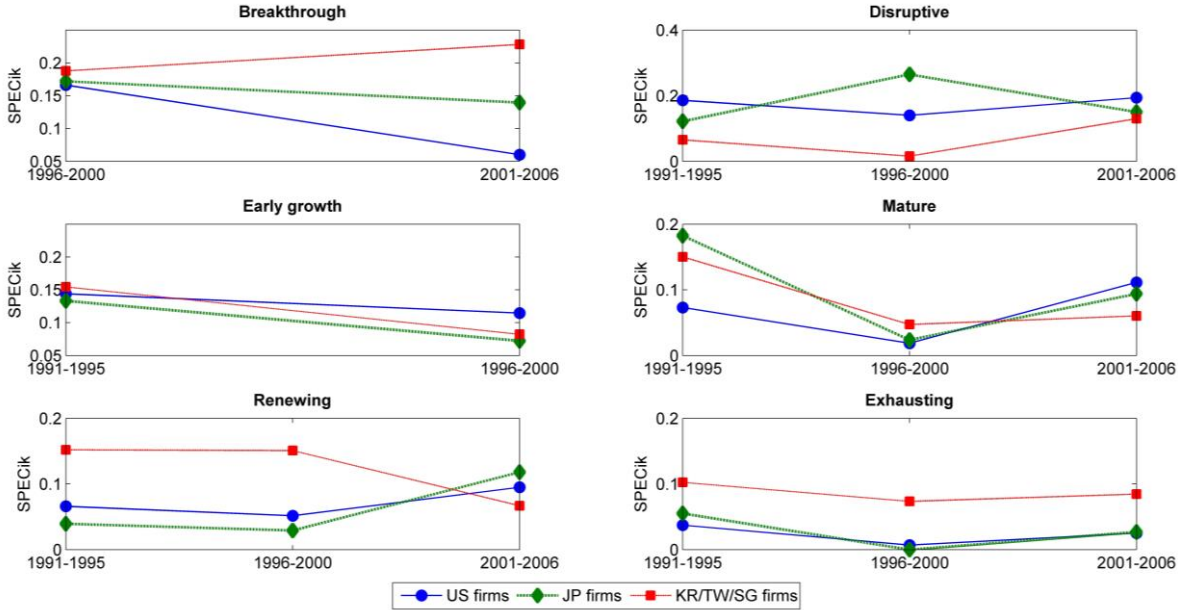 Breakthrough
SPECik
0.2
0.15
0.1
0.05
1996-2000
2001-2006
Disruptive
SPECik
0.4
0.2
0
1991-1995
1996-2000
2001-2006
Early growth
SPECik
0.2
0.15
0.1
0.05
1991-1995
1996-2000
Mature
SPECik
0.2
0.1
0
1991-1995
1996-2000
2001-2006
Renewing
SPECik
0.2
0.1
0
1991-1995
1996-2000
2001-2006
Exhausting
SPECik
0.2
0.1
0
1991-1995
1996-2000
2001-2006
US firms JP firms KR/TW/SG firms